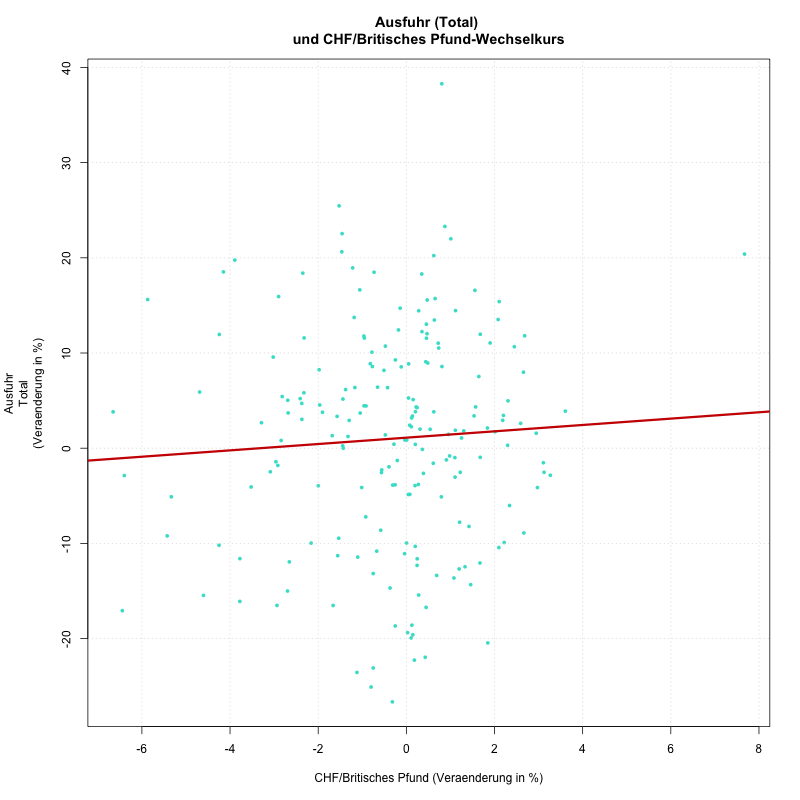 Ausfuhr (Total)
und CHF/Britisches Pfund-Wechselkurs
Ausfuhr
Total
(Veraenderung in %)
40
30
20
10
0
-10
-20
-6 -4 -2 0 2 4 6 8
CHF/Britisches Pfund (Veraenderung in %)